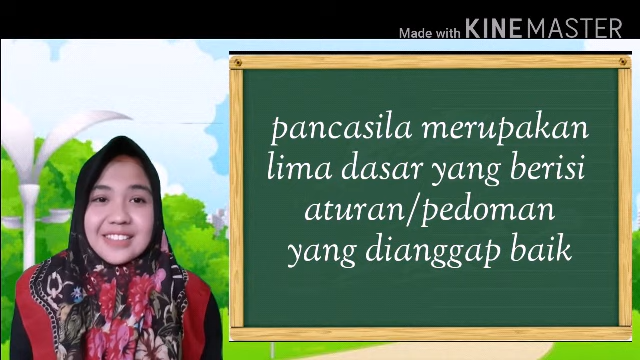 Made with KINEMASTER
pancasila merupakan
lima dasar yang berisi
aturan/pedoman
yang dianggap baik